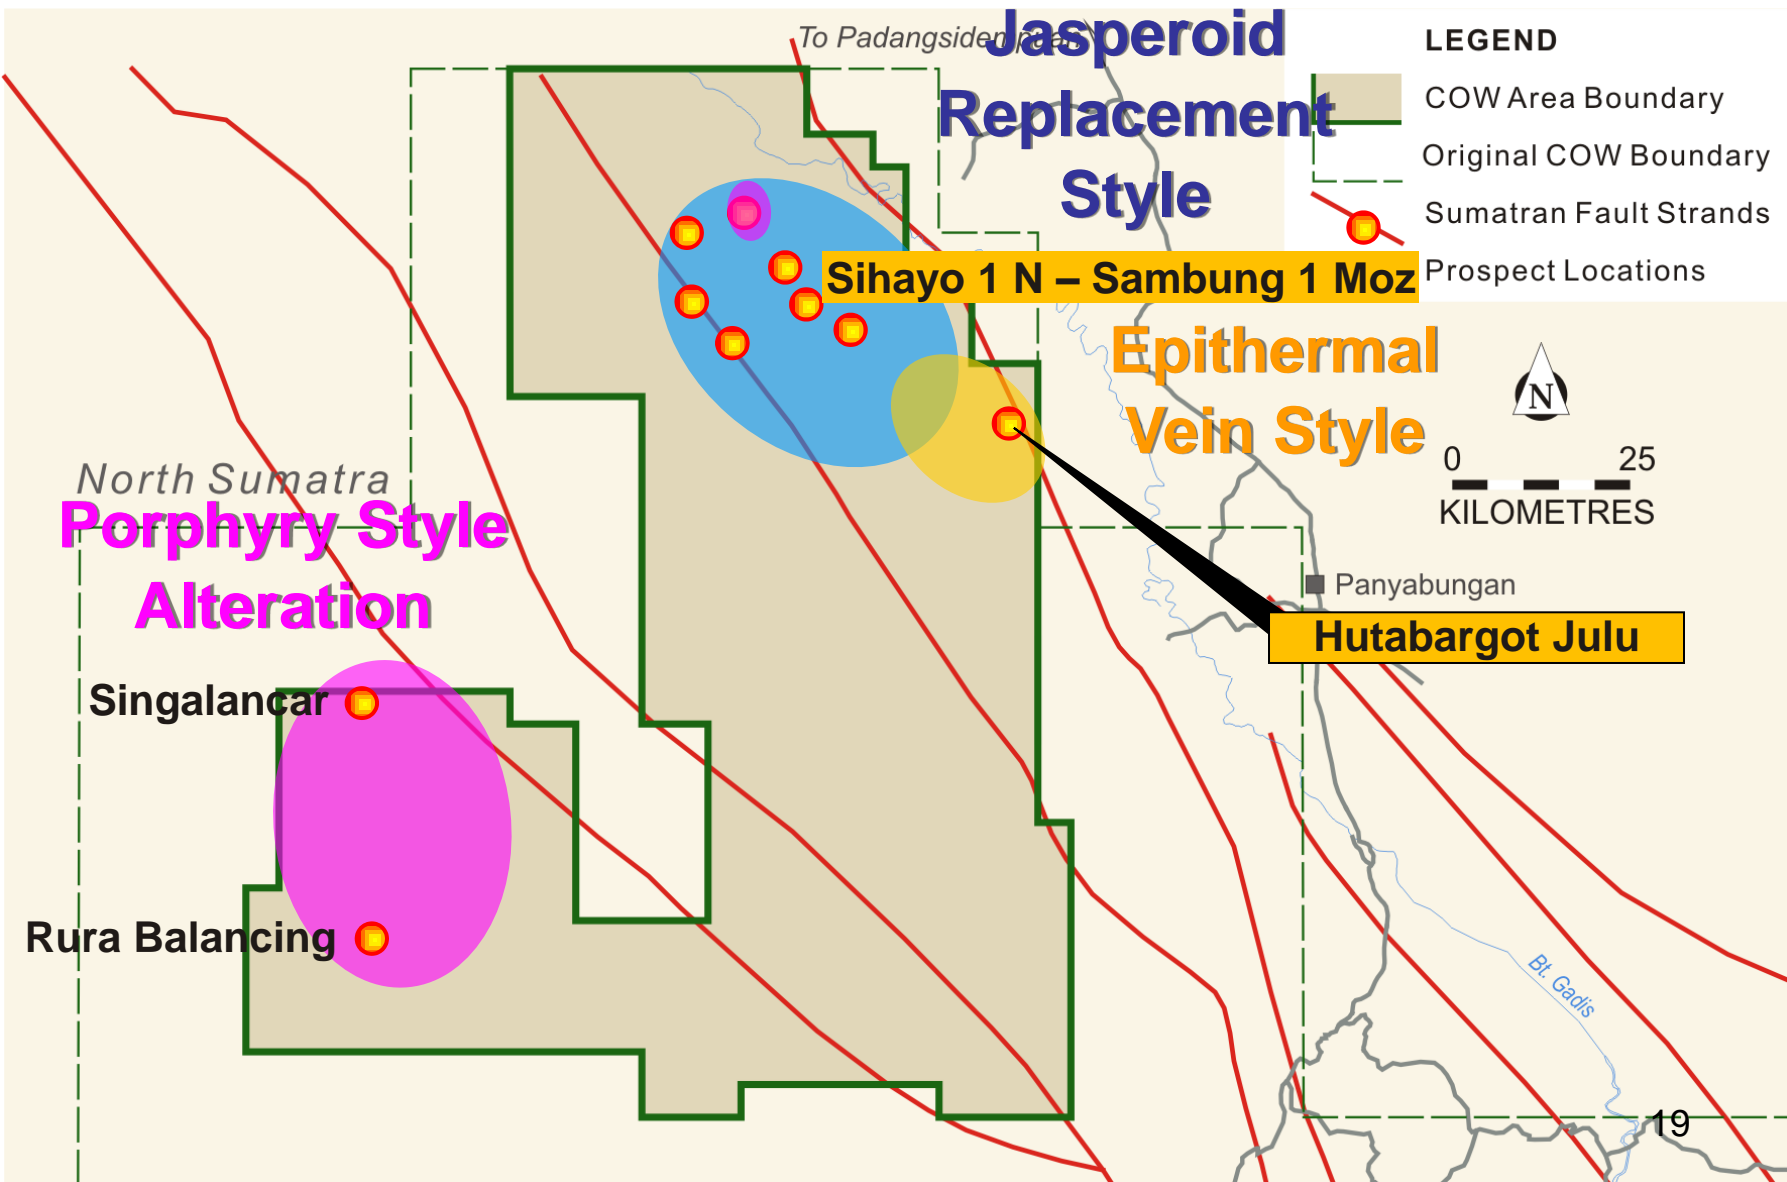 To Padangsidempuan
Jasperoid
Replacement
Style
LEGEND
COW Area Boundary
Original COW Boundary
Sumatran Fault Strands
Prospect Locations
Sihayo 1 N – Sambung 1 Moz
Epithermal
Vein Style
N
0 25
KILOMETRES
North Sumatra
Porphyry Style
Alteration
Panyabungan
Hutabargot Julu
Singalancar
Rura Balancing
Bt. Gadis
19